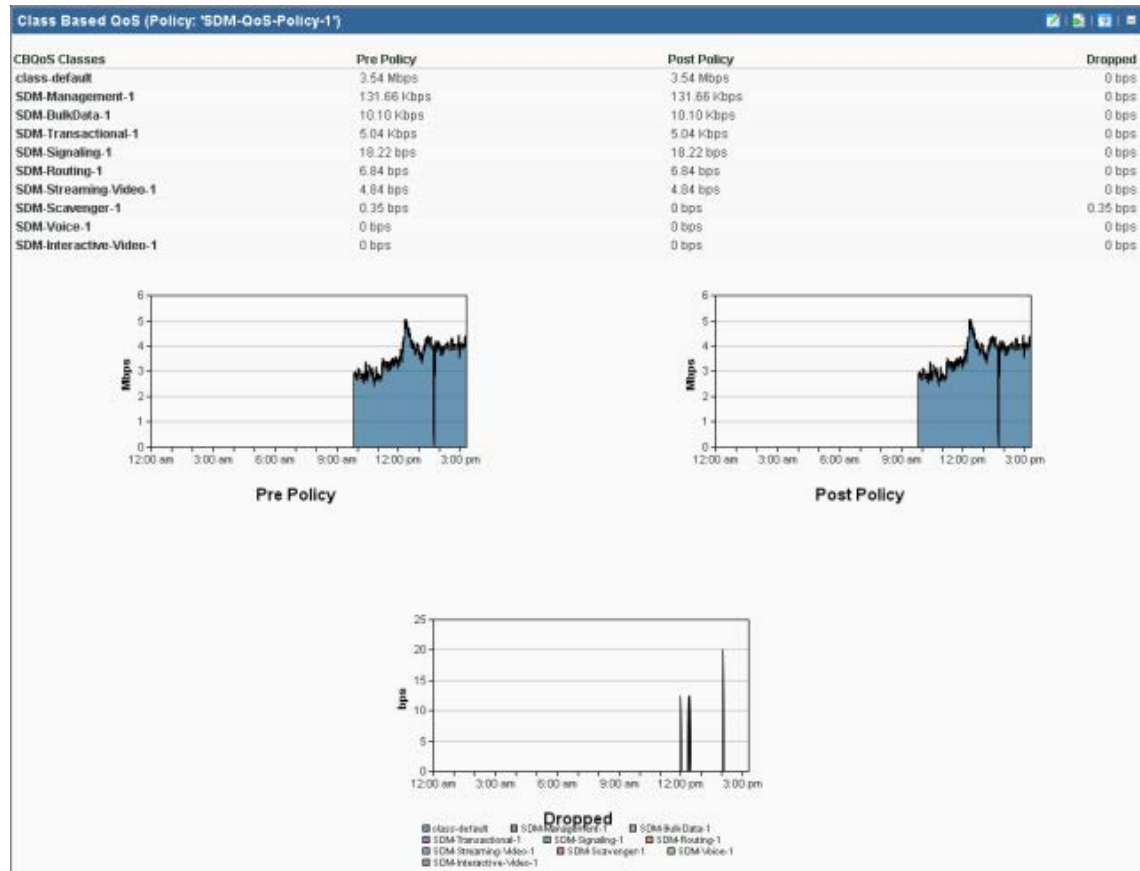 Class Based QoS (Policy: 'SDM-QoS-Policy-1')
CBQoS Classes Pre Policy Post Policy Dropped
class-default 3.54 Mbps 3.54 Mbps 0 bps
SDM-Management-1 131.66 Kbps 131.66 Kbps 0 bps
SDM-BulkData-1 10.10 Kbps 10.10 Kbps 0 bps
SDM-Transactional-1 5.04 Kbps 5.04 Kbps 0 bps
SDM-Signaling-1 18.22 bps 18.22 bps 0 bps
SDM-Routing-1 6.84 bps 6.84 bps 0 bps
SDM-Streaming-Video-1 4.84 bps 4.84 bps 0 bps
SDM-Scavenger-1 0.35 bps 0 bps 0.35 bps
SDM-Voice-1 0 bps 0 bps 0 bps
SDM-Interactive-Video-1 0 bps 0 bps 0 bps
6
5
4
3
2
1
0
Mbps
12:00 am 3:00 am 6:00 am 9:00 am 12:00 pm 3:00 pm
Pre Policy
6
5
4
3
2
1
0
Mbps
12:00 am 3:00 am 6:00 am 9:00 am 12:00 pm 3:00 pm
Post Policy
25
20
15
10
5
0
bps
12:00 am 3:00 am 6:00 am 9:00 am 12:00 pm 3:00 pm
Dropped
class-default SDM-Management-1 SDM-BulkData-1
SDM-Transactional-1 SDM-Signaling-1 SDM-Routing-1
SDM-Streaming-Video-1 SDM-Scavenger-1 SDM-Voice-1
SDM-Interactive-Video-1